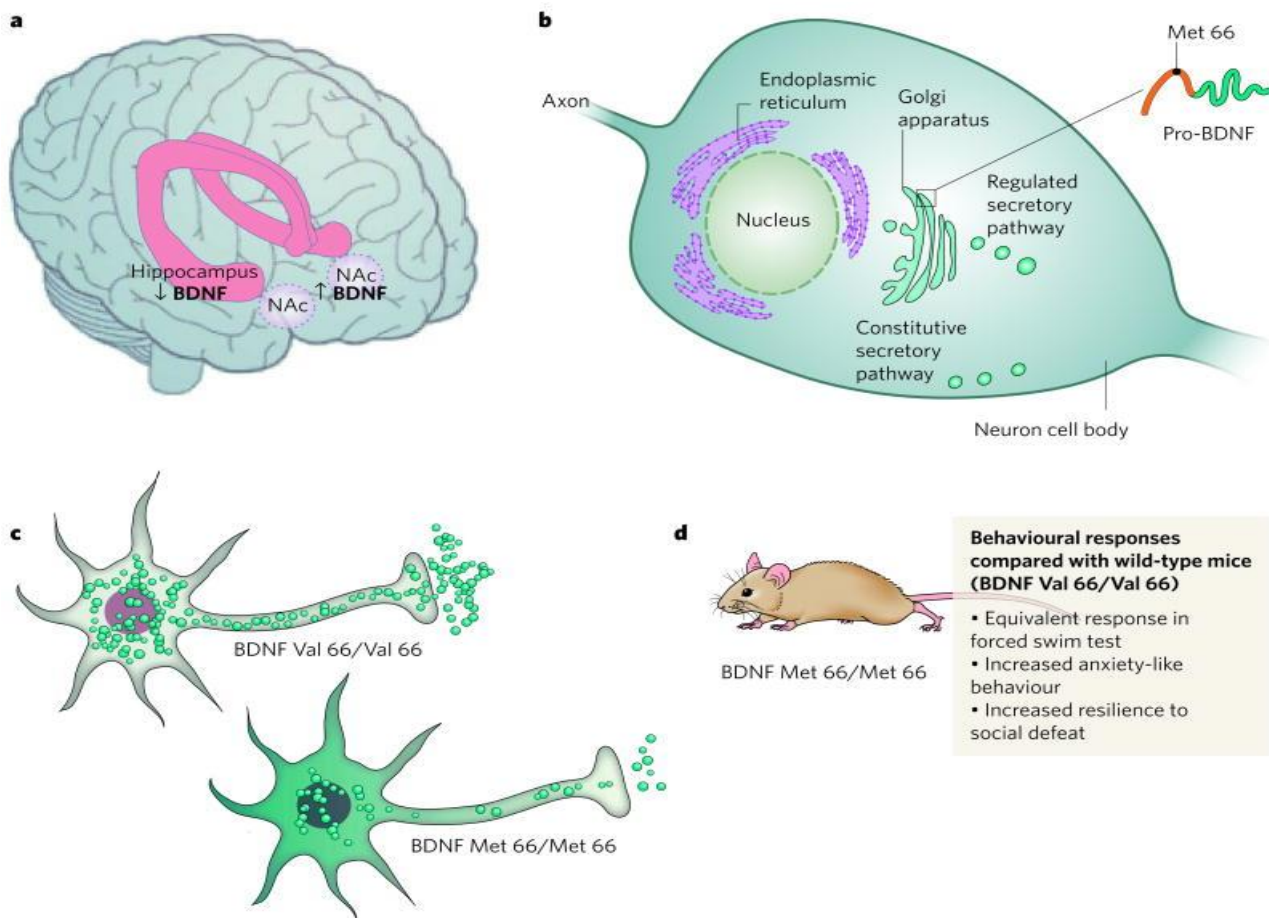 a
Hippocampus
↓ BDNF
NAc
NAc
↑ BDNF
b
Axon
Endoplasmic
reticulum
Nucleus
Golgi
apparatus
Met 66
Pro-BDNF
Regulated
secretory
pathway
Constitutive
secretory
pathway
Neuron cell body
c
BDNF Val 66/Val 66
BDNF Met 66/Met 66
d
BDNF Met 66/Met 66
Behavioural responses
compared with wild-type mice
(BDNF Val 66/Val 66)
• Equivalent response in
forced swim test
• Increased anxiety-like
behaviour
• Increased resilience to
social defeat